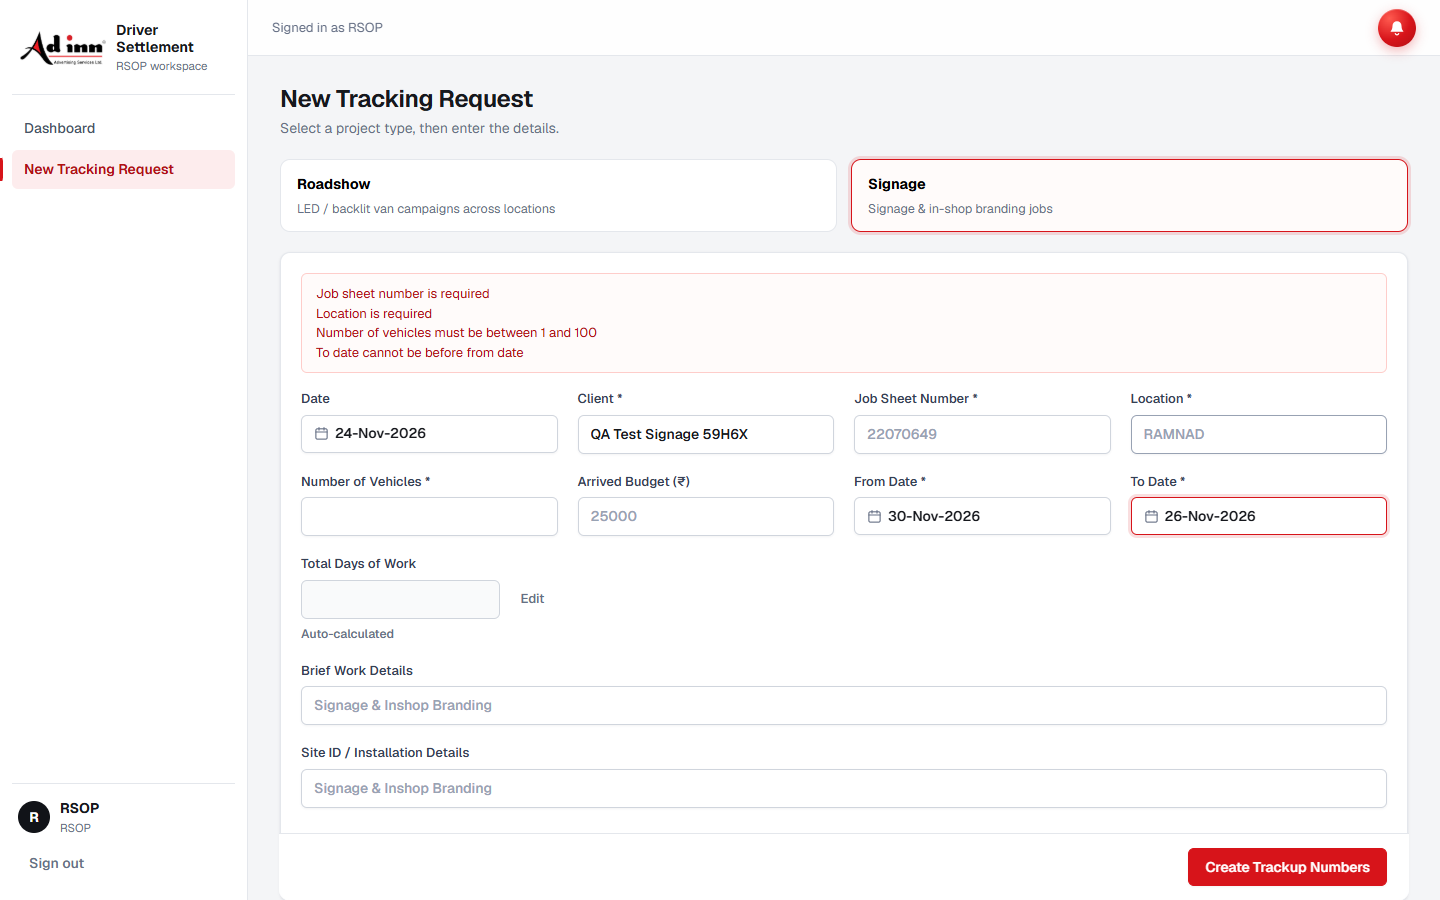 Ad inn
Advertising Services Ltd
Driver
Settlement
RSOP workspace
Signed in as RSOP
Dashboard
New Tracking Request
New Tracking Request
Select a project type, then enter the details.
Roadshow
LED / backlit van campaigns across locations
Signage
Signage & in-shop branding jobs
Job sheet number is required
Location is required
Number of vehicles must be between 1 and 100
To date cannot be before from date
Date
Client *
Job Sheet Number *
Location *
24-Nov-2026
QA Test Signage 59H6X
22070649
RAMNAD
Number of Vehicles *
Arrived Budget (₹)
From Date *
To Date *
25000
30-Nov-2026
26-Nov-2026
Total Days of Work
Edit
Auto-calculated
Brief Work Details
Signage & Inshop Branding
Site ID / Installation Details
Signage & Inshop Branding
R
RSOP
RSOP
Sign out
Create Trackup Numbers